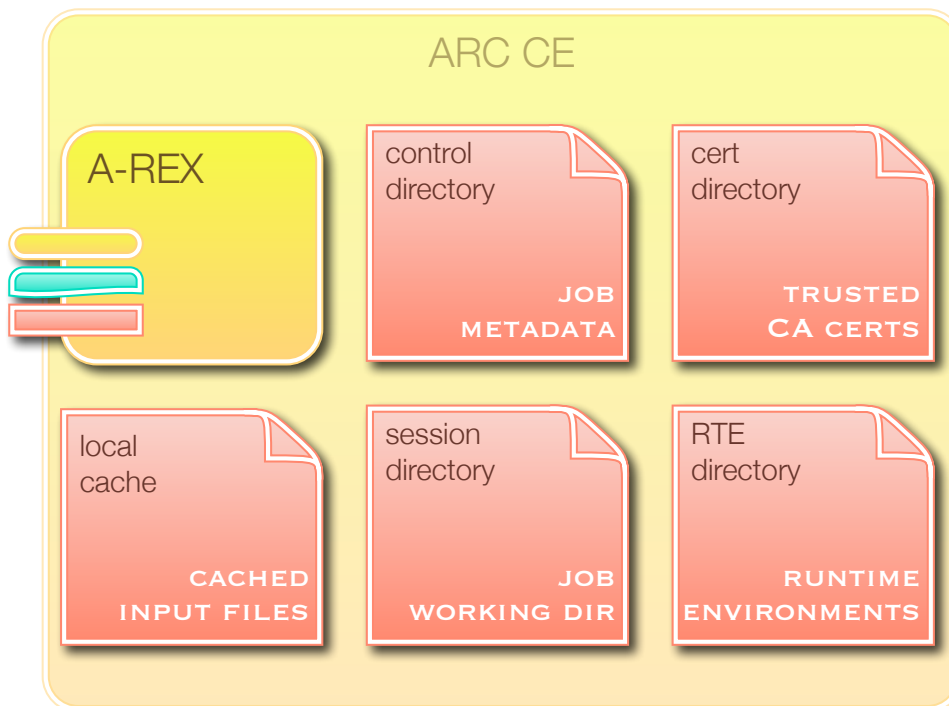 ARC CE
A-REX
control
directory
JOB
METADATA
cert
directory
TRUSTED
CA CERTS
local
cache
CACHED
INPUT FILES
session
directory
JOB
WORKING DIR
RTE
directory
RUNTIME
ENVIRONMENTS